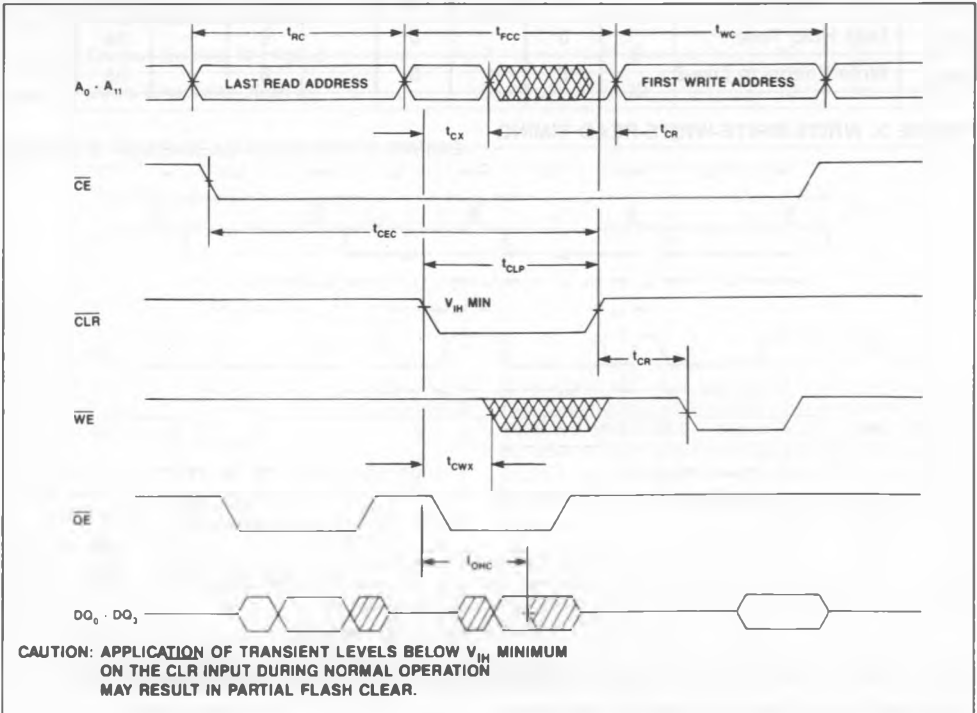 tRC
tFCC
tWC
A0 - A11
LAST READ ADDRESS
FIRST WRITE ADDRESS
tCX
tCR
CE
tCEC
tCLP
VIH MIN
CLR
tCR
WE
tCWX
OE
tOHC
DQ0 - DQ3
CAUTION: APPLICATION OF TRANSIENT LEVELS BELOW VIH MINIMUM
ON THE CLR INPUT DURING NORMAL OPERATION
MAY RESULT IN PARTIAL FLASH CLEAR.